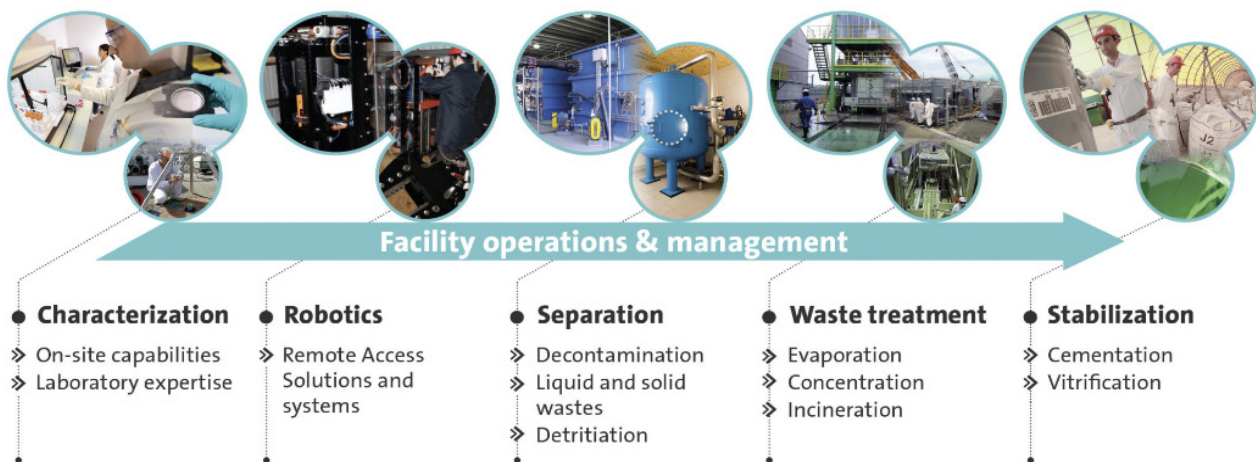 J2
Facility operations & management
Characterization
On-site capabilities
Laboratory expertise
Robotics
Remote Access
Solutions and
systems
Separation
Decontamination
Liquid and solid
wastes
Detritiation
Waste treatment
Evaporation
Concentration
Incineration
Stabilization
Cementation
Vitrification